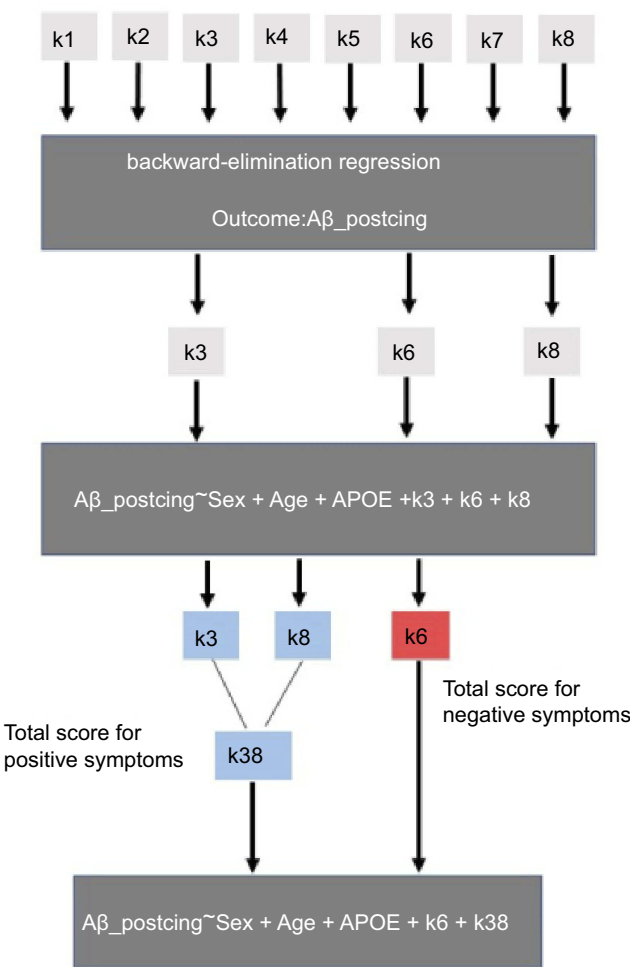 k1 k2 k3 k4 k5 k6 k7 k8
backward-elimination regression
Outcome:Aβ_postcing
k3 k6 k8
Aβ_postcing~Sex + Age + APOE +k3 + k6 + k8
k3 k8 k6
Total score for
negative symptoms
Total score for
positive symptoms
k38
Aβ_postcing~Sex + Age + APOE + k6 + k38